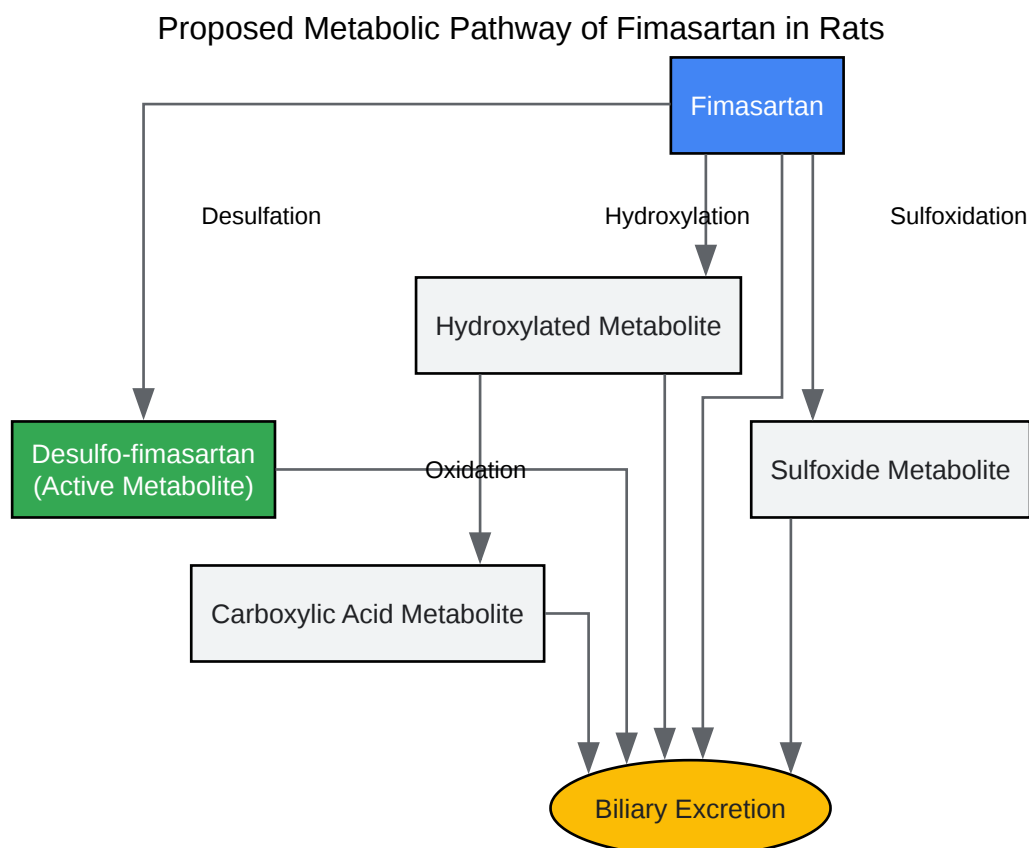 Proposed Metabolic Pathway of Fimasartan in Rats
Fimasartan
Desulfation
Hydroxylation
Sulfoxidation
Hydroxylated Metabolite
Desulfo-fimasartan
(Active Metabolite)
Oxidation
Sulfoxide Metabolite
Carboxylic Acid Metabolite
Biliary Excretion